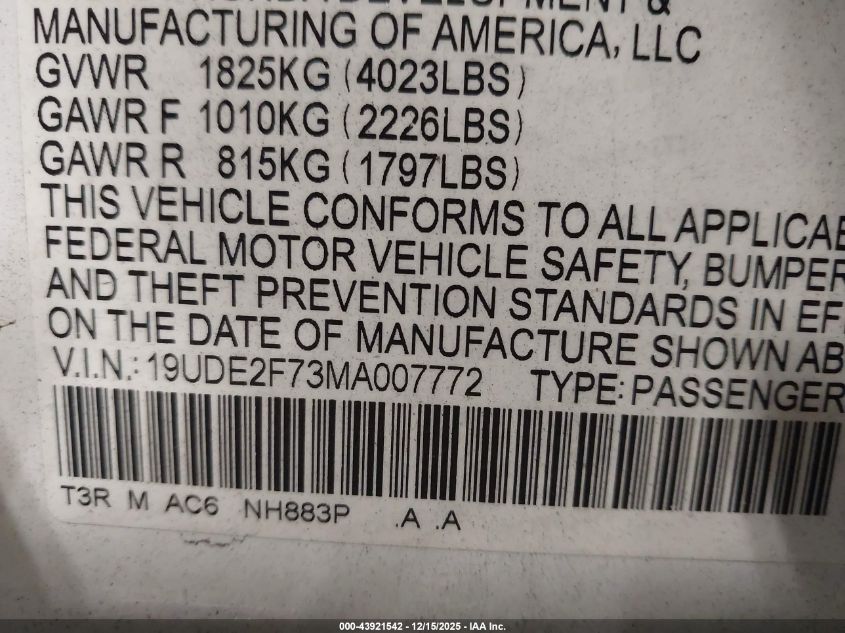 DEVELOPMENT &
MANUFACTURING OF AMERICA, LLC
GVWR 1825KG (4023LBS)
GAWR F 1010KG (2226LBS)
GAWR R 815KG (1797LBS)
THIS VEHICLE CONFORMS TO ALL APPLICAB
FEDERAL MOTOR VEHICLE SAFETY, BUMPER
AND THEFT PREVENTION STANDARDS IN EF
ON THE DATE OF MANUFACTURE SHOWN AB
V.I.N.: 19UDE2F73MA007772 TYPE: PASSENGER
T3R M AC6 NH883P .A .A
000-43921542 - 12/15/2025 - IAA Inc.